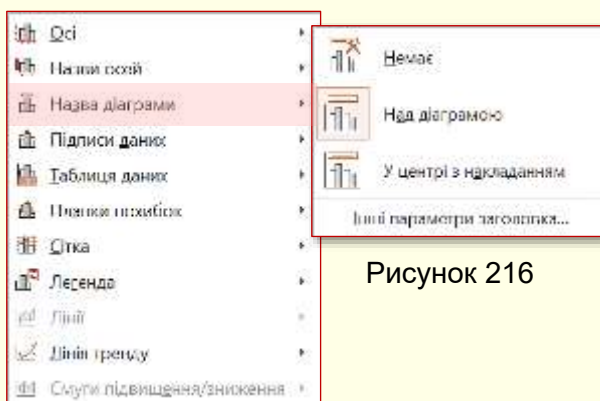 Осі
Назви осей
Назва діаграми
Підписи даних
Таблиця даних
Планки похибок
Сітка
Легенда
Лінії
Лінія тренду
Смуги підвищення/зниження
Немає
Над діаграмою
У центрі з накладанням
Інші параметри заголовка...
Рисунок 216